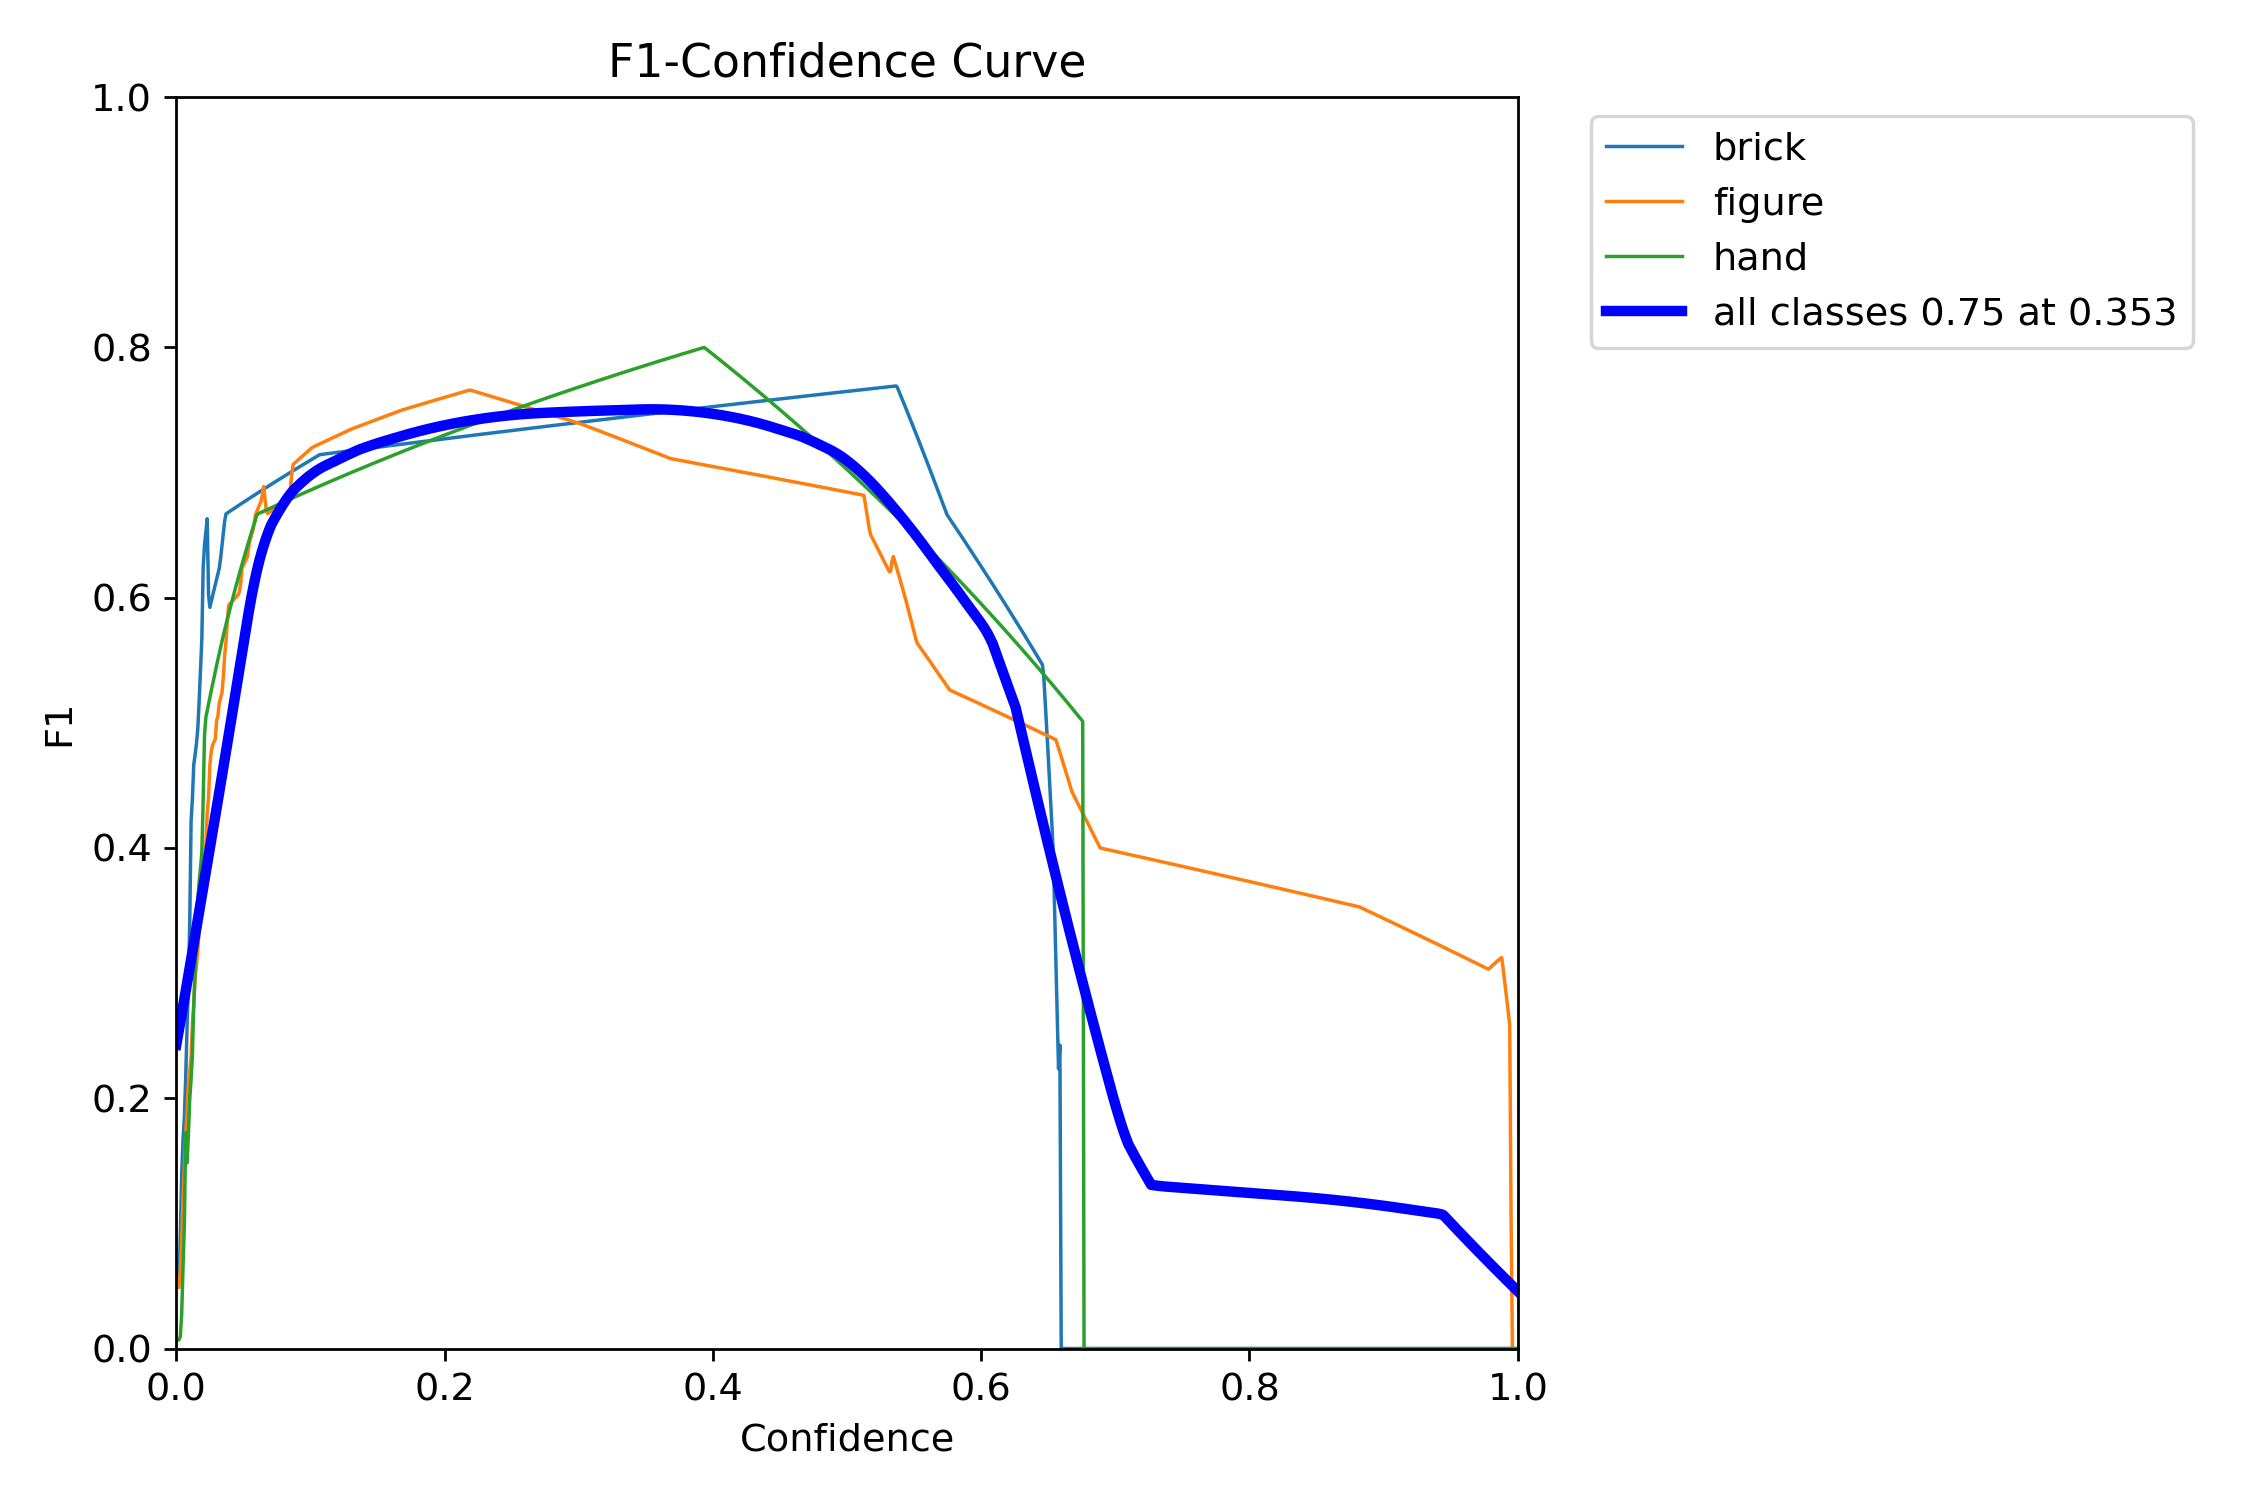 F1-Confidence Curve
1.0
0.8
0.6
0.4
0.2
0.0
F1
0.0 0.2 0.4 0.6 0.8 1.0
Confidence
brick
figure
hand
all classes 0.75 at 0.353